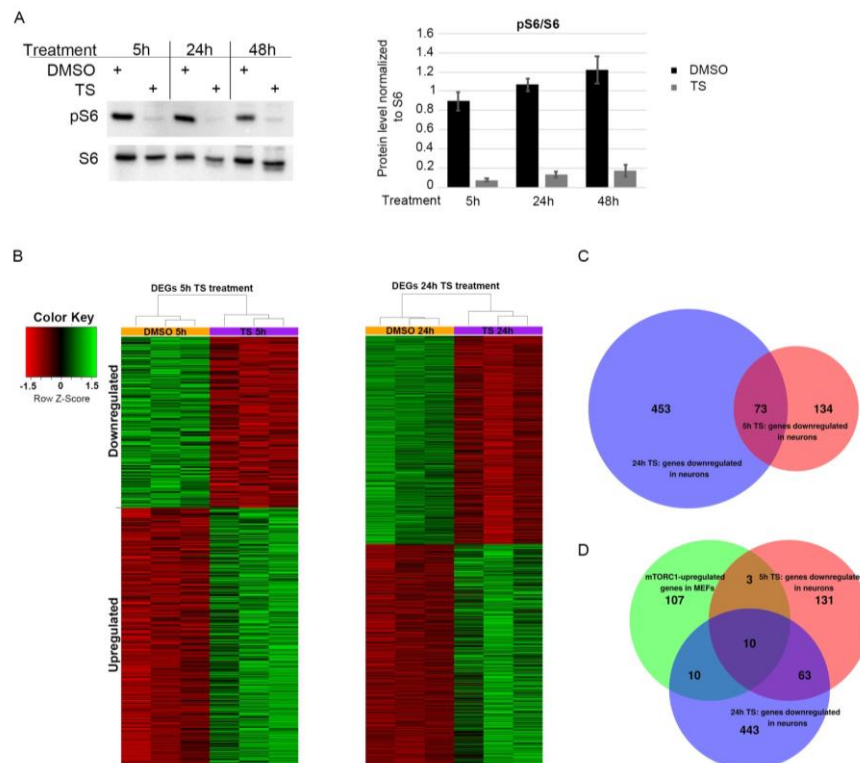 A
Treatment 5h 24h 48h
DMSO + + +
TS + + +
pS6
S6
pS6/S6
1.6
1.4
1.2
1
0.8
0.6
0.4
0.2
0
Protein level normalized
to S6
Treatment 5h 24h 48h
DMSO
TS
B
Color Key
-1.5 0 1.5
Row Z-Score
DEGs 5h TS treatment
DMSO 5h TS 5h
Downregulated
Upregulated
DEGs 24h TS treatment
DMSO 24h TS 24h
C
453 73 134
5h TS: genes downregulated
in neurons
24h TS: genes downregulated
in neurons
D
mTORC1-upregulated
genes in MEFs
107
3
5h TS: genes downregulated
in neurons
131
10
10
63
24h TS: genes downregulated
in neurons
443